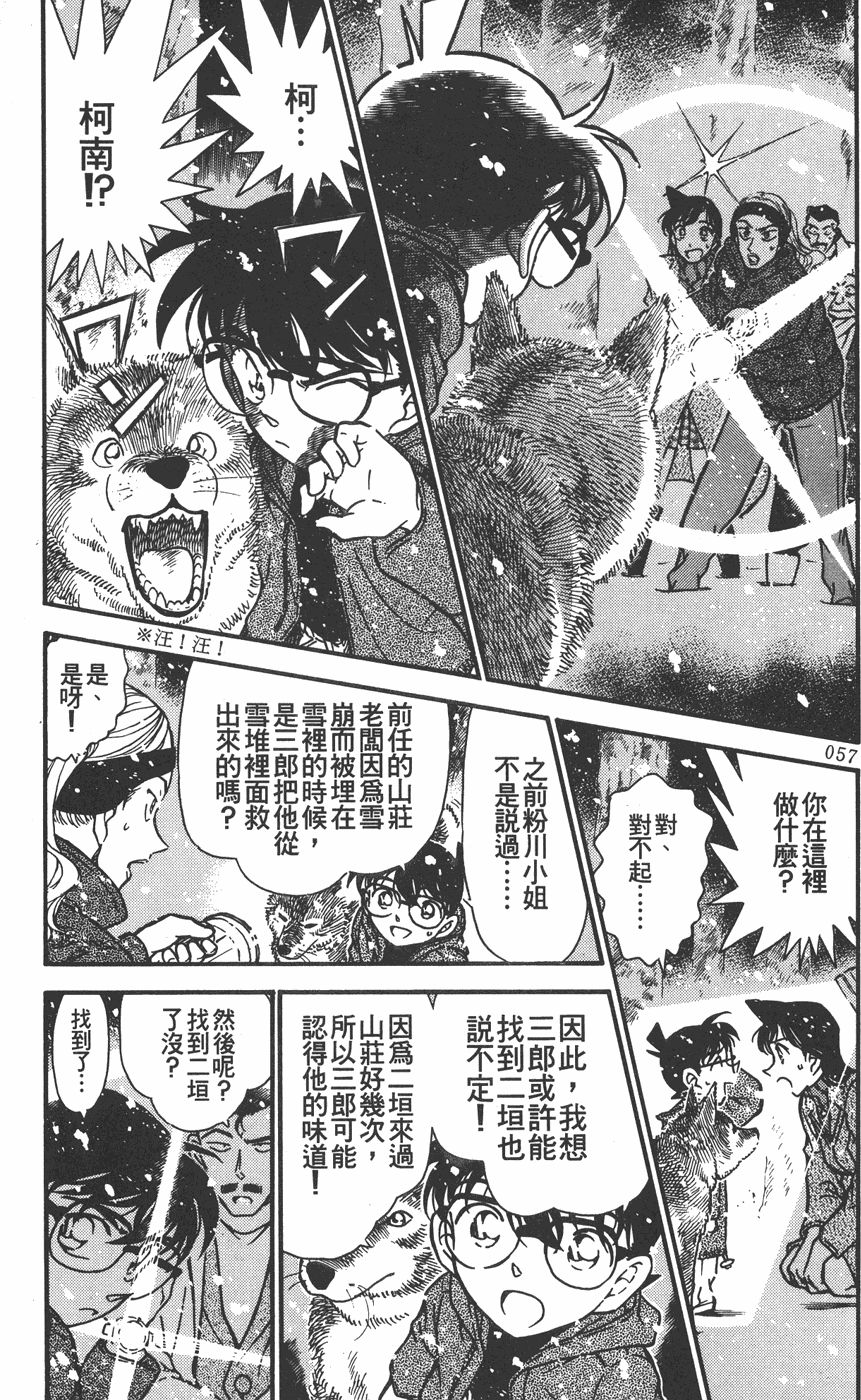 柯…
柯南!?
ワン
ワン
※汪！汪！
057
你在這裡
做什麼？
對、
對不起……
之前粉川小姐
不是說過……
前任的山莊
老闆因為雪
崩而被埋在
雪裡的時候，
是三郎把他從
雪堆裡面救
出來的嗎？
是、
是呀！
因此，我想
三郎或許能
找到二垣也
說不定！
因為二垣來過
山莊好幾次，
所以三郎可能
認得他的味道！
然後呢？
找到二垣
了沒？
找到了…